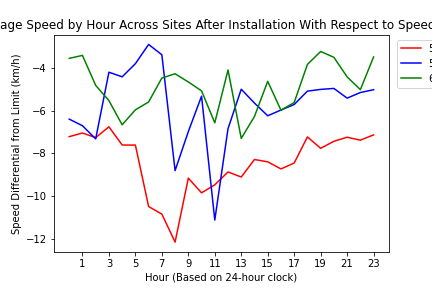 age Speed by Hour Across Sites After Installation With Respect to Speed
5
5
6
−4
−6
−8
−10
−12
Speed Differential from Limit (km/h)
1 3 5 7 9 11 13 15 17 19 21 23
Hour (Based on 24-hour clock)